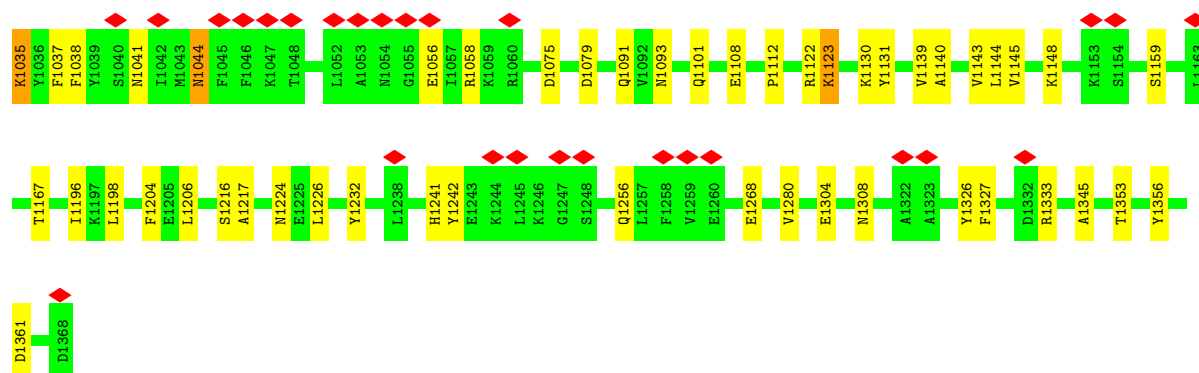 K1035 Y1036 F1037 F1038 Y1039 S1040 N1041 I1042 M1043 N1044 F1045 F1046 K1047 T1048 L1052 A1053 N1054 G1055 E1056 I1057 R1058 K1059 R1060 D1075 D1079 Q1091 V1092 N1093 Q1101 E1108 P1112 R1122 K1123 K1130 Y1131 V1139 A1140 V1143 L1144 V1145 K1148 K1153 S1154 S1159 L1163
T1167 I1196 K1197 L1198 F1204 E1205 L1206 S1216 A1217 N1224 E1225 L1226 Y1232 L1238 H1241 Y1242 E1243 K1244 L1245 K1246 G1247 S1248 Q1256 L1257 F1258 V1259 E1260 E1268 V1280 E1304 N1308 A1322 A1323 Y1326 F1327 D1332 R1333 A1345 T1353 Y1356
D1361 D1368